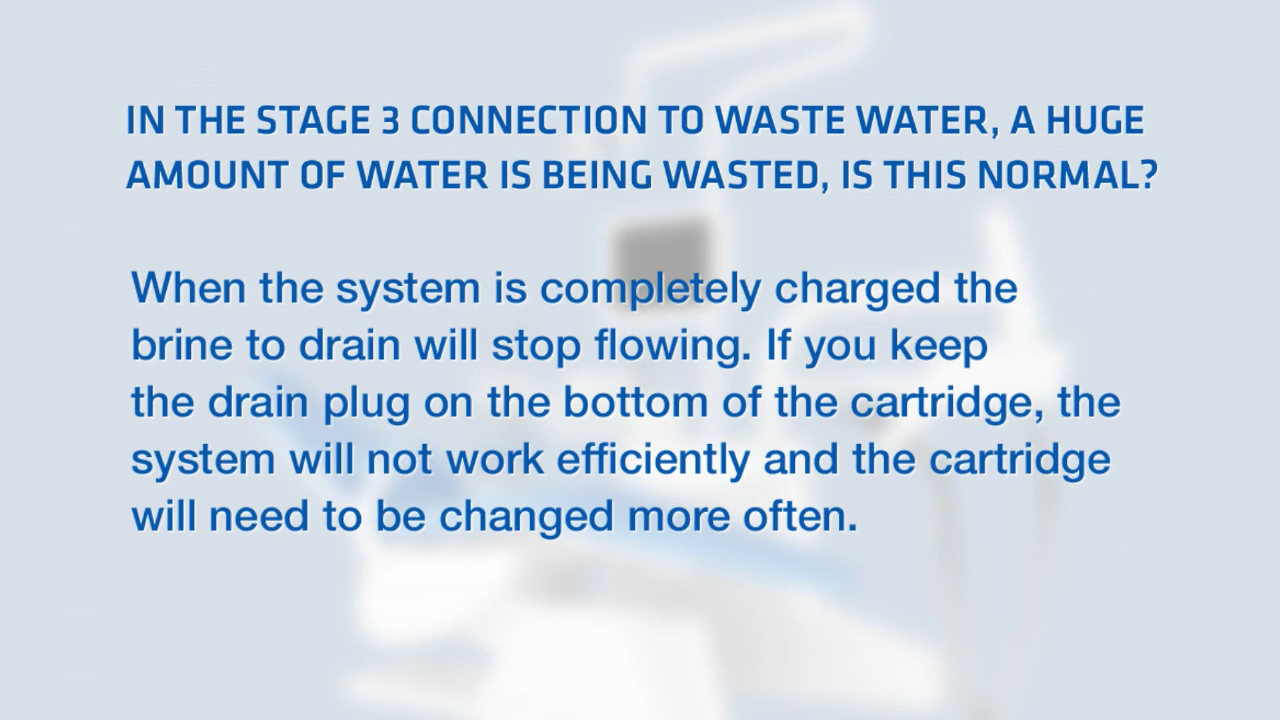 IN THE STAGE 3 CONNECTION TO WASTE WATER, A HUGE
AMOUNT OF WATER IS BEING WASTED, IS THIS NORMAL?
When the system is completely charged the
brine to drain will stop flowing. If you keep
the drain plug on the bottom of the cartridge, the
system will not work efficiently and the cartridge
will need to be changed more often.